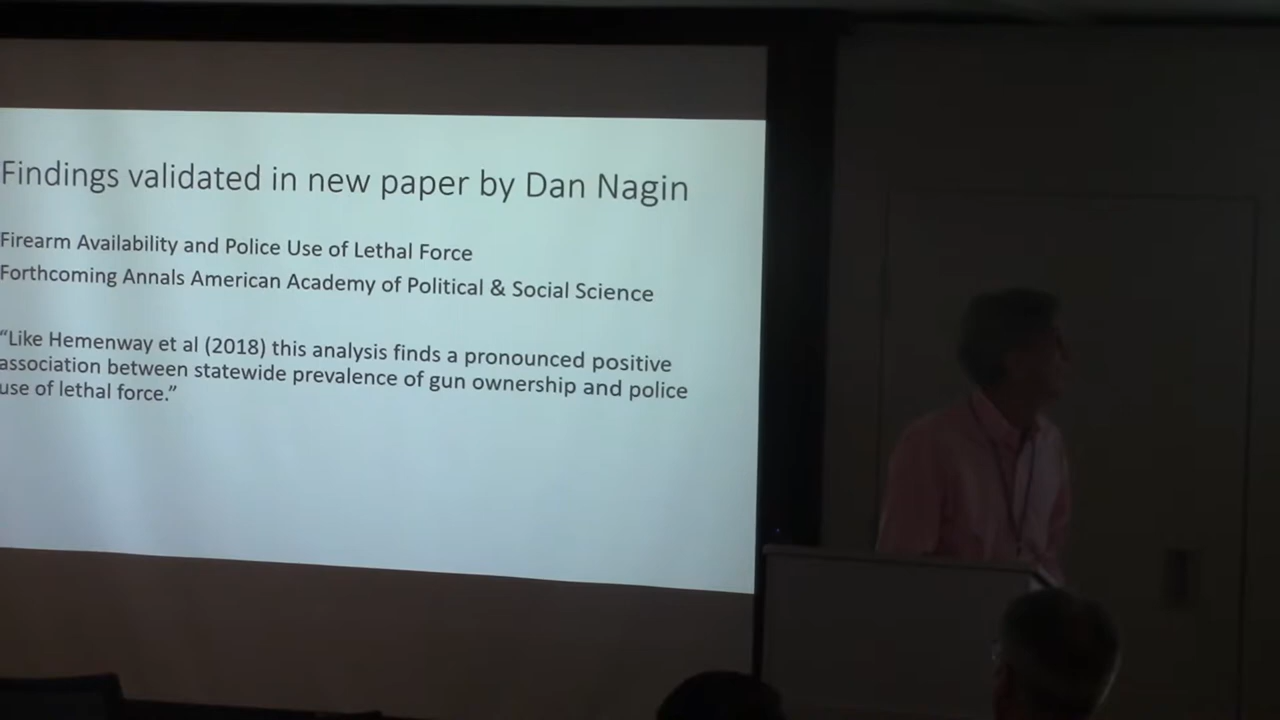 Findings validated in new paper by Dan Nagin
Firearm Availability and Police Use of Lethal Force
Forthcoming Annals American Academy of Political & Social Science
“Like Hemenway et al (2018) this analysis finds a pronounced positive
association between statewide prevalence of gun ownership and police
use of lethal force.”